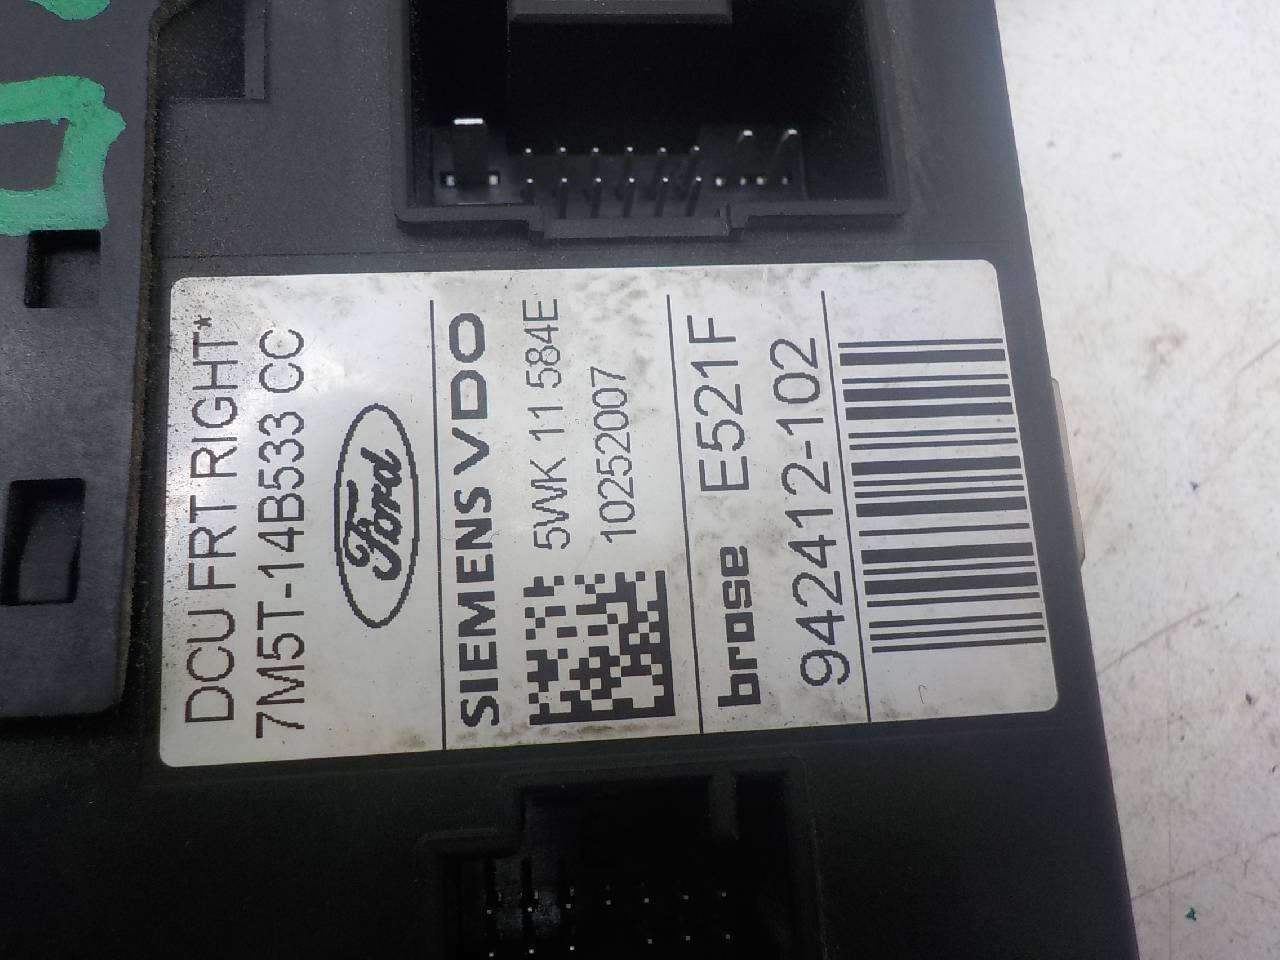 DCU FRT RIGHT*
7M5T-14B533 CC
Ford
SIEMENS VDO
5WK 11 584E
10252007
brose E521F
942412-102